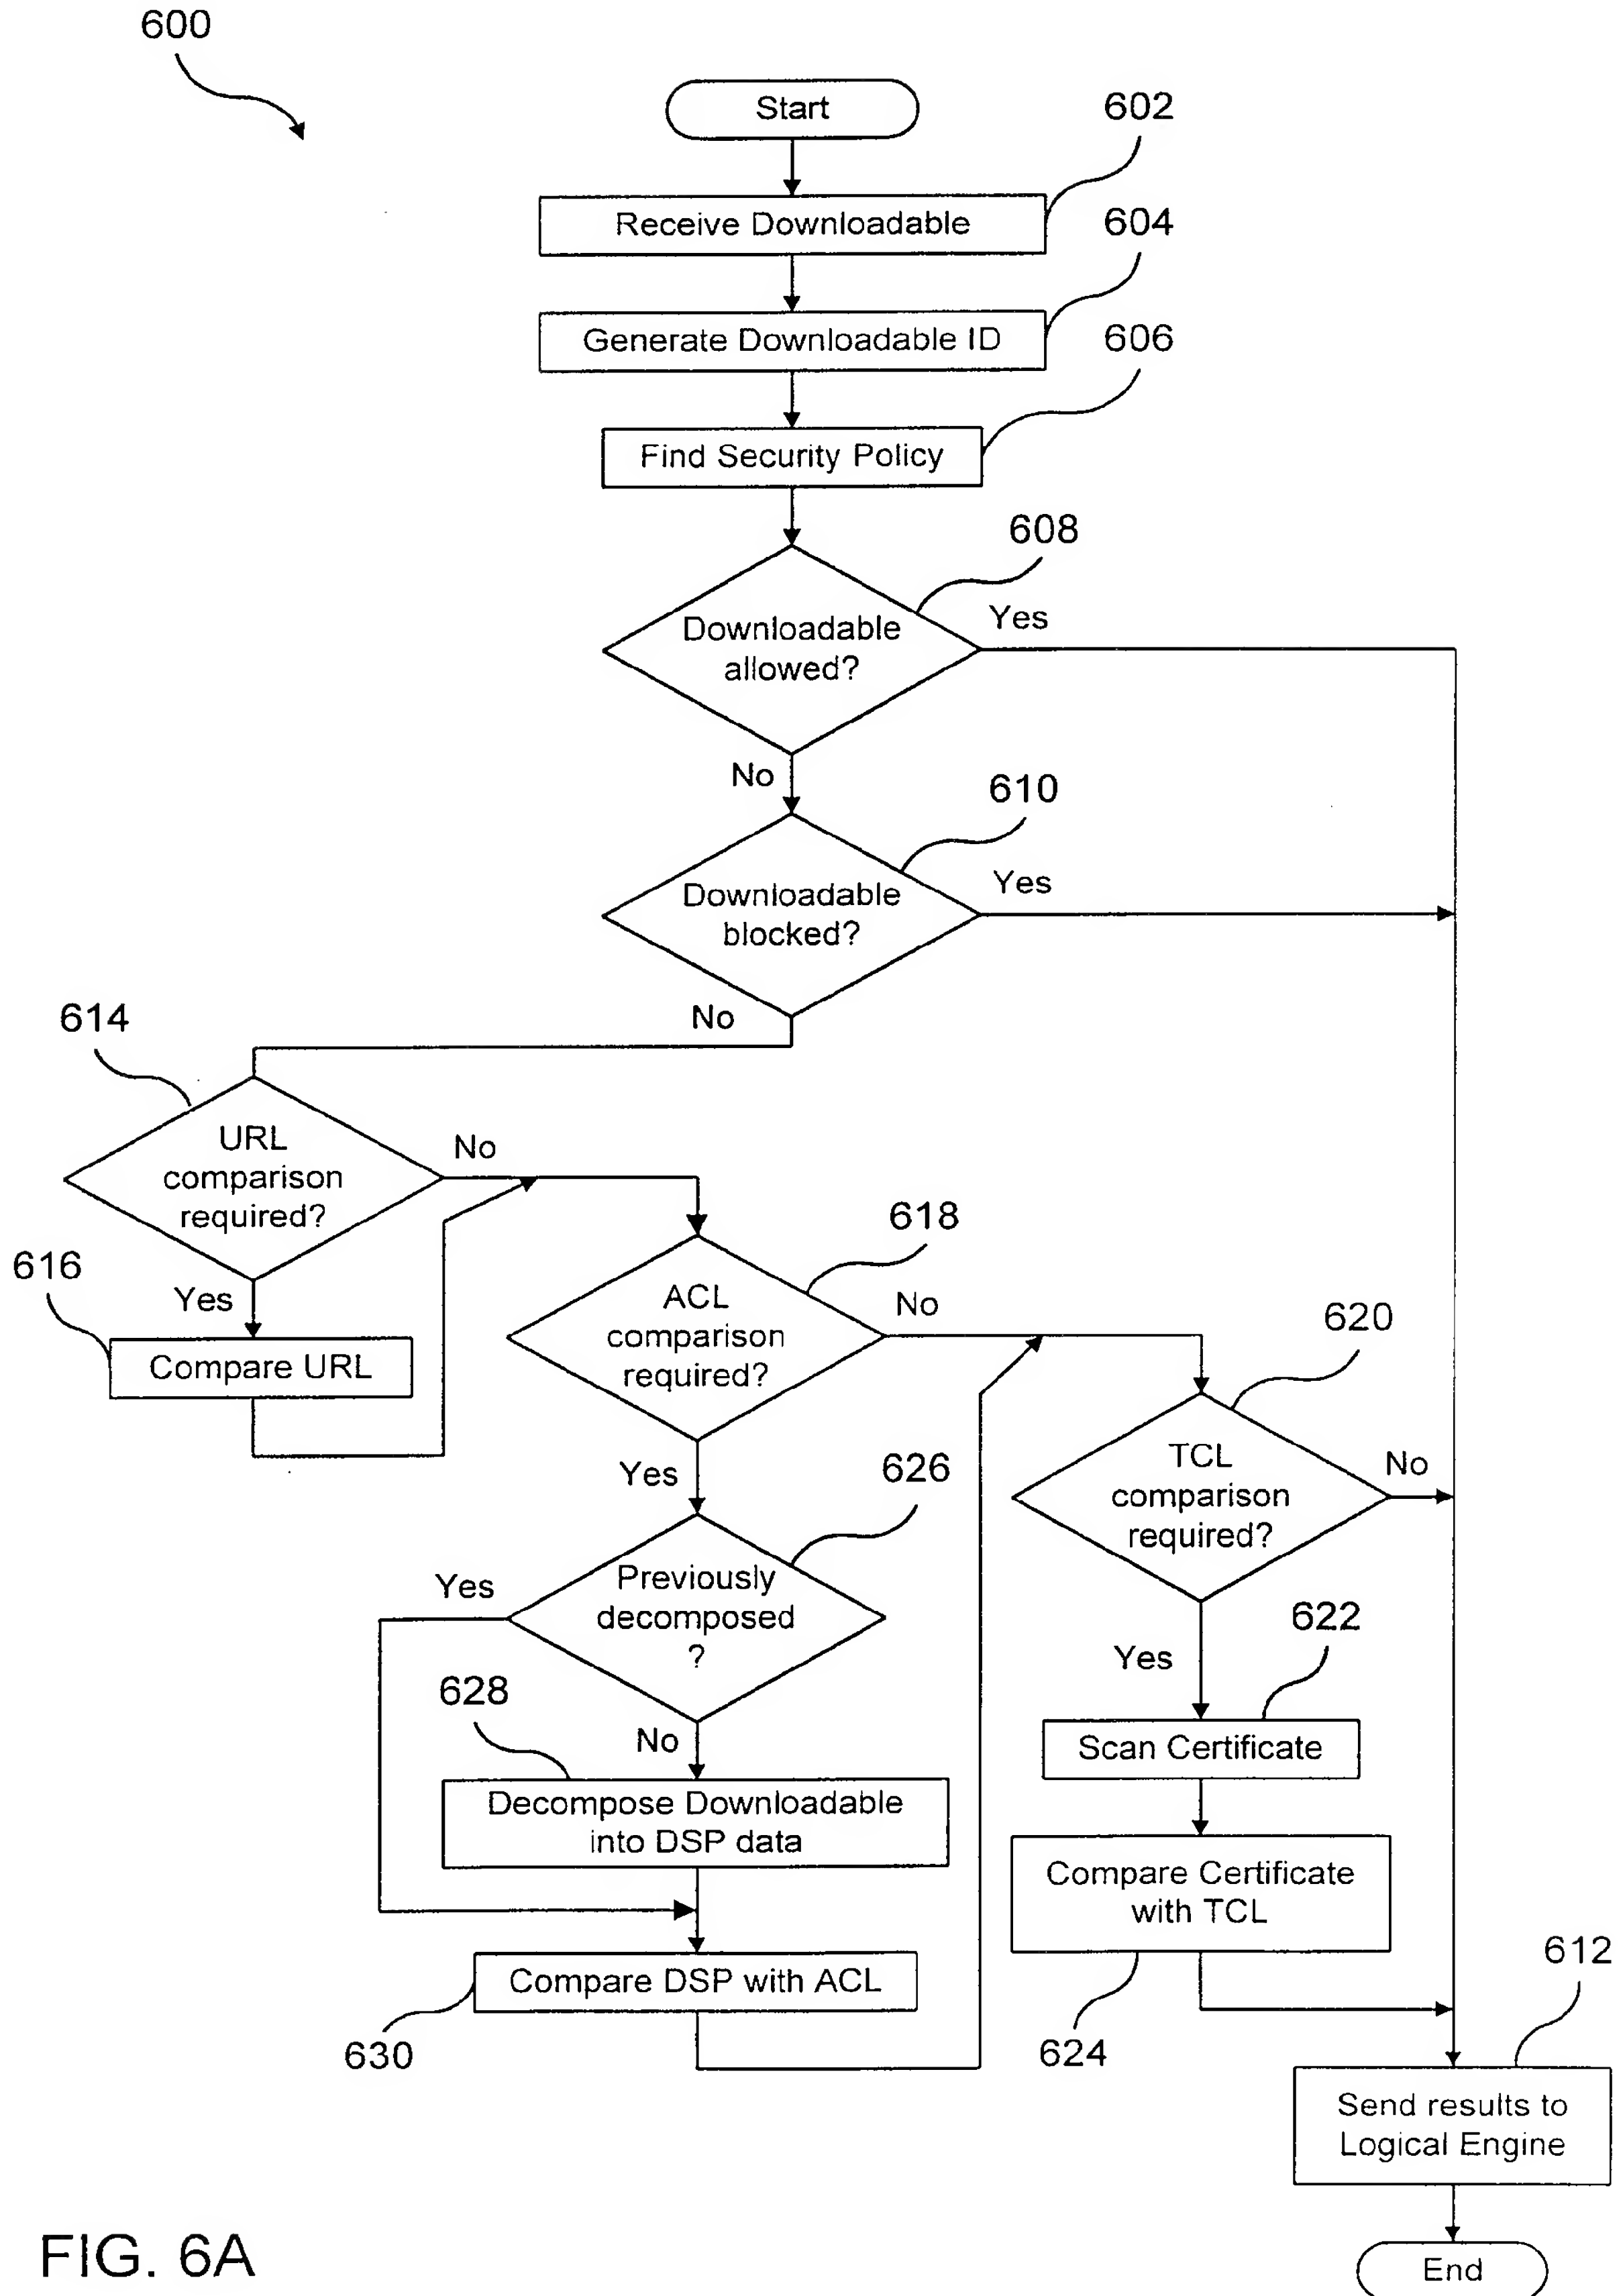 600
Start
602
Receive Downloadable
604
Generate Downloadable ID
606
Find Security Policy
608
Downloadable
allowed?
Yes
No
610
Downloadable
blocked?
Yes
No
614
URL
comparison
required?
No
Yes
616
Compare URL
618
ACL
comparison
required?
No
Yes
620
TCL
comparison
required?
No
Yes
626
Previously
decomposed
?
Yes
No
622
Scan Certificate
628
Decompose Downloadable
into DSP data
Compare Certificate
with TCL
624
Compare DSP with ACL
630
612
Send results to
Logical Engine
End
FIG. 6A